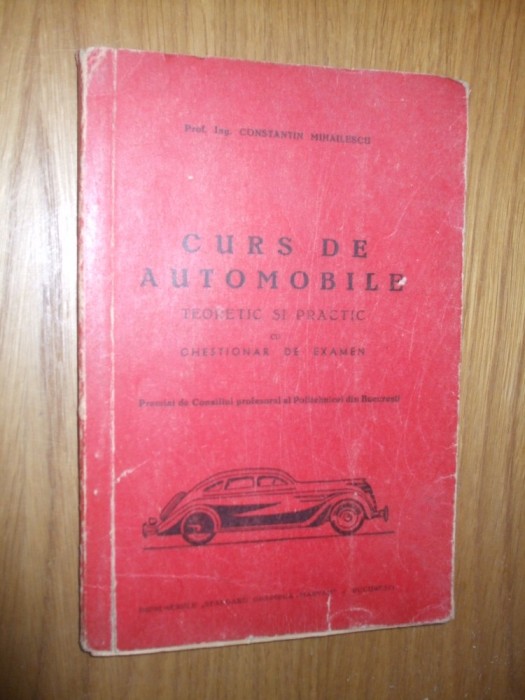 Prof. Ing. CONSTANTIN MIHAILESCU
CURS DE
AUTOMOBILE
TEORETIC SI PRACTIC
CU
CHESTIONAR DE EXAMEN
Premiat de Consiliul profesoral al Politehnicei din București